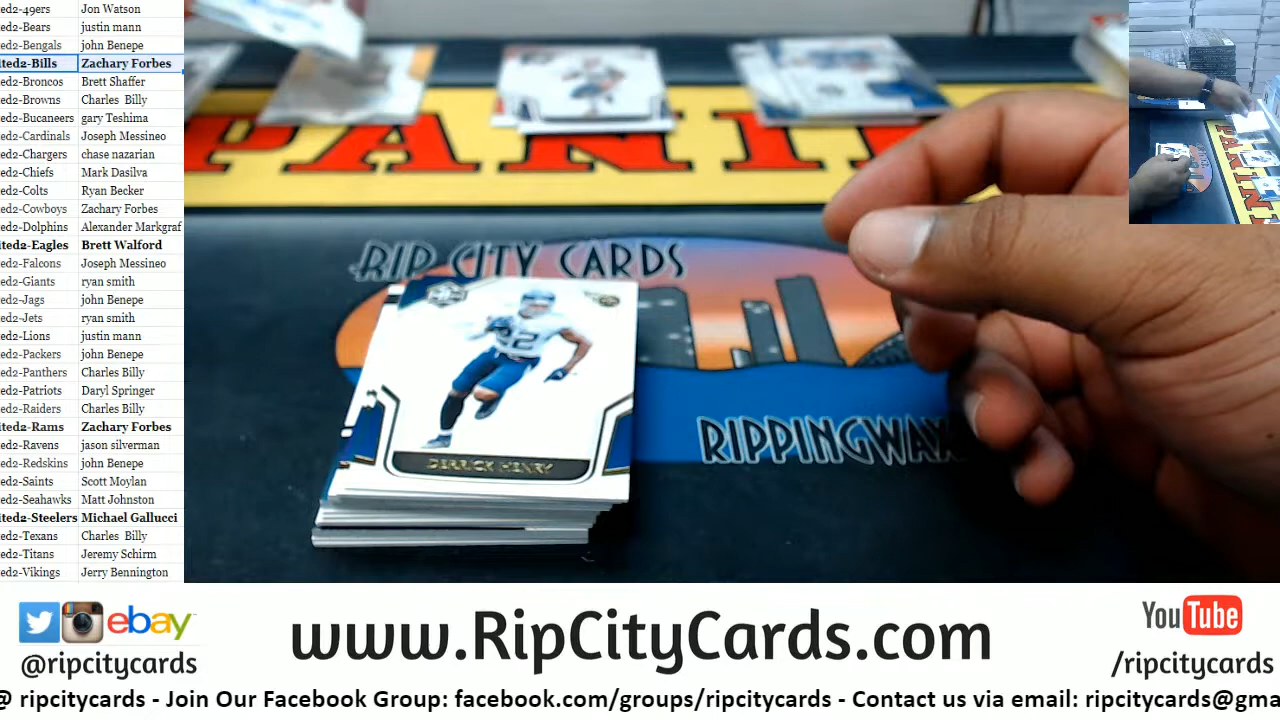 ed2-49ers Jon Watson
ed2-Bears justin mann
ed2-Bengals john Benepe
ited2-Bills Zachary Forbes
ed2-Broncos Brett Shaffer
ed2-Browns Charles Billy
ed2-Bucaneers gary Teshima
ed2-Cardinals Joseph Messineo
ed2-Chargers chase nazarian
ed2-Chiefs Mark Dasilva
ed2-Colts Ryan Becker
ed2-Cowboys Zachary Forbes
ed2-Dolphins Alexander Markgraf
ited2-Eagles Brett Walford
ed2-Falcons Joseph Messineo
ed2-Giants ryan smith
ed2-Jags john Benepe
ed2-Jets ryan smith
ed2-Lions justin mann
ed2-Packers john Benepe
ed2-Panthers Charles Billy
ed2-Patriots Daryl Springer
ed2-Raiders Charles Billy
ited2-Rams Zachary Forbes
ed2-Ravens jason silverman
ed2-Redskins john Benepe
ed2-Saints Scott Moylan
ed2-Seahawks Matt Johnston
ited2-Steelers Michael Gallucci
ed2-Texans Charles Billy
ed2-Titans Jeremy Schirm
ed2-Vikings Jerry Bennington
PANINI
RIP CITY CARDS
22
DERRICK HENRY
RIPPINGWAX
PANINI
ebay
@ripcitycards
www.RipCityCards.com
YouTube
/ripcitycards
@ ripcitycards - Join Our Facebook Group: facebook.com/groups/ripcitycards - Contact us via email: ripcitycards@gma